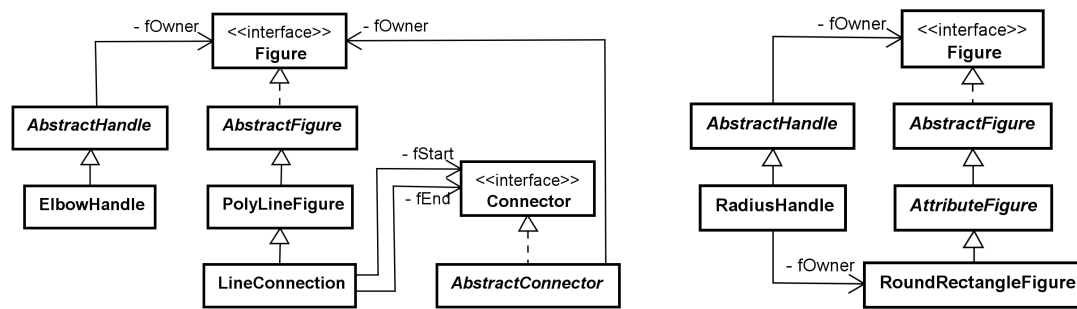 - fOwner
<<interface>>
Figure
- fOwner
AbstractHandle
AbstractFigure
- fStart
- fEnd
<<interface>>
Connector
ElbowHandle
PolyLineFigure
LineConnection
AbstractConnector
- fOwner
<<interface>>
Figure
AbstractHandle
AbstractFigure
RadiusHandle
AttributeFigure
- fOwner
RoundRectangleFigure